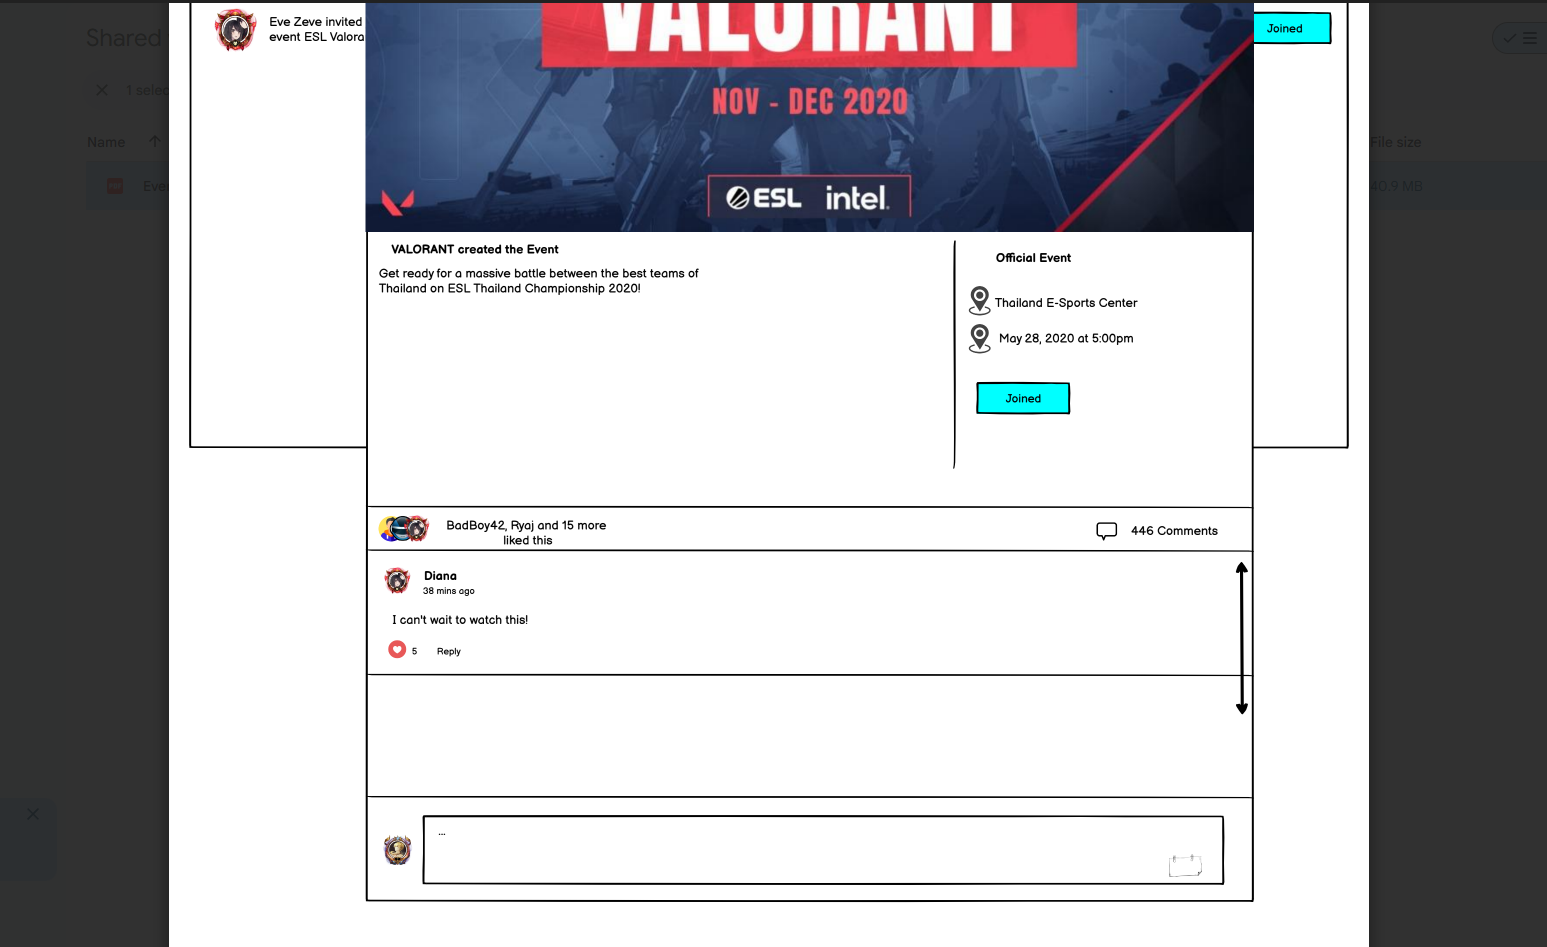 Shared
1 selec
Name
Even
File size
40.9 MB
Eve Zeve invited
event ESL Valora
Joined
VALORANT
NOV - DEC 2020
ESL intel.
VALORANT created the Event
Get ready for a massive battle between the best teams of
Thailand on ESL Thailand Championship 2020!
Official Event
Thailand E-Sports Center
May 28, 2020 at 5:00pm
Joined
BadBoy42, Ryaj and 15 more
liked this
446 Comments
Diana
38 mins ago
I can't wait to watch this!
5 Reply
...